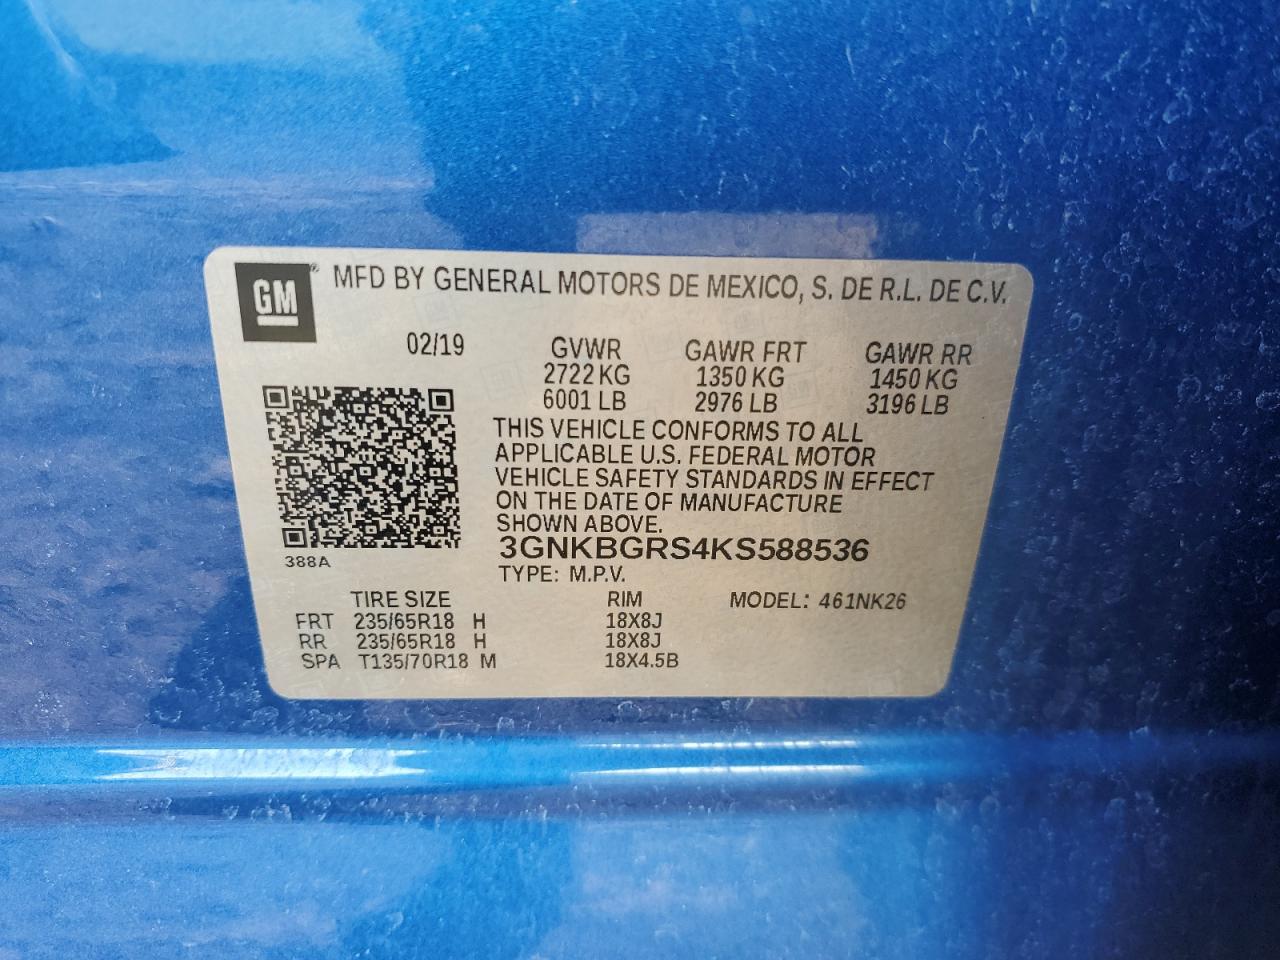 GM® MFD BY GENERAL MOTORS DE MEXICO, S. DE R.L. DE C.V.
02/19 GVWR GAWR FRT GAWR RR
2722 KG 1350 KG 1450 KG
6001 LB 2976 LB 3196 LB
THIS VEHICLE CONFORMS TO ALL
APPLICABLE U.S. FEDERAL MOTOR
VEHICLE SAFETY STANDARDS IN EFFECT
ON THE DATE OF MANUFACTURE
SHOWN ABOVE.
3GNKBGRS4KS588536
388A
TYPE: M.P.V.
TIRE SIZE RIM MODEL: 461NK26
FRT 235/65R18 H 18X8J
RR 235/65R18 H 18X8J
SPA T135/70R18 M 18X4.5B